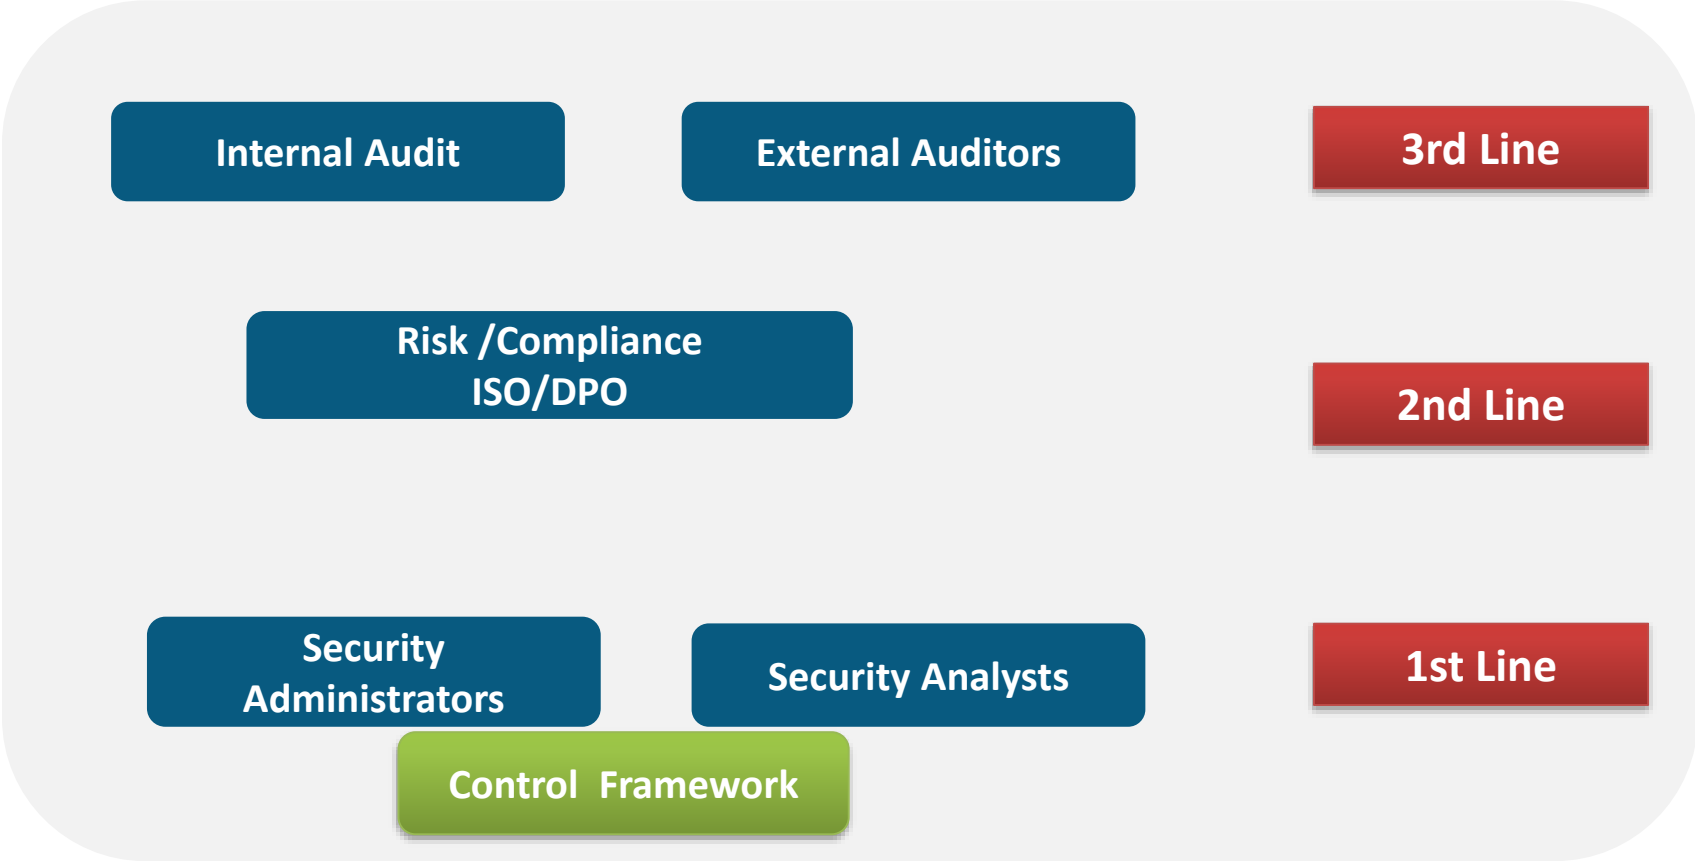 Internal Audit
External Auditors
3rd Line
Risk /Compliance
ISO/DPO
2nd Line
Security
Administrators
Security Analysts
1st Line
Control  Framework